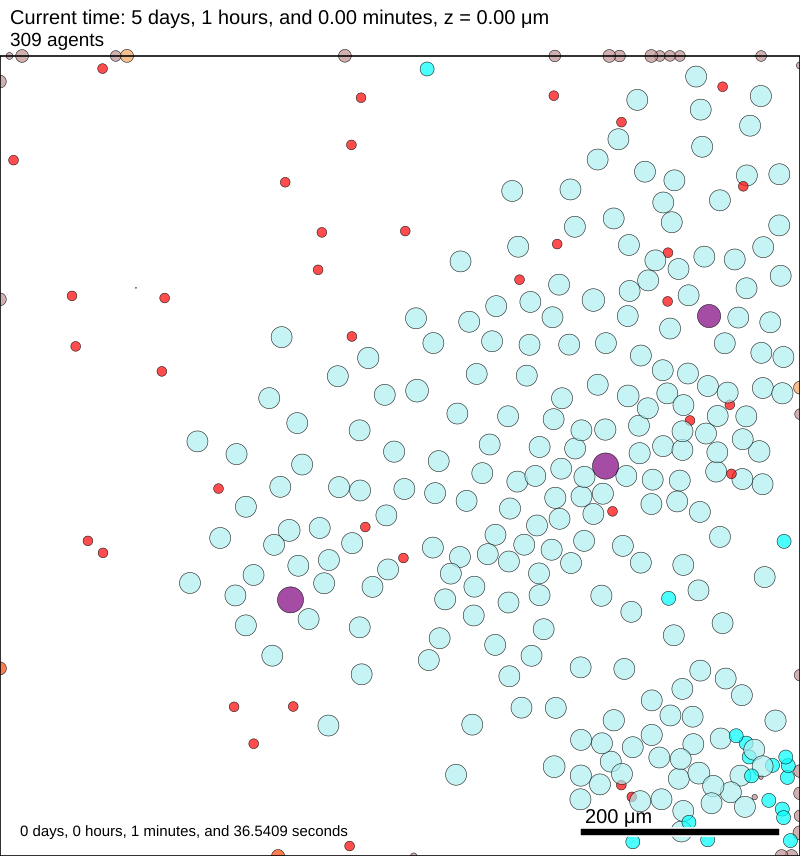 Current time: 5 days, 1 hours, and 0.00 minutes, z = 0.00 μm
309 agents
200 μm
0 days, 0 hours, 1 minutes, and 36.5409 seconds